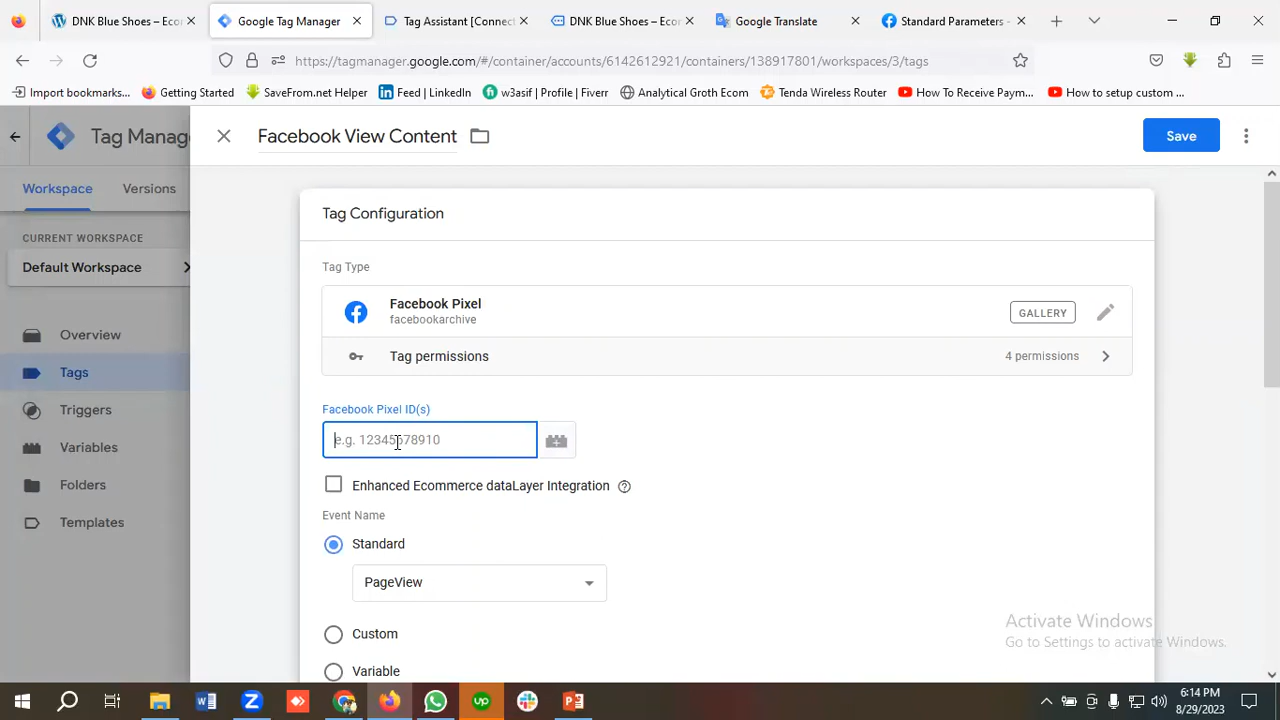 DNK Blue Shoes – Econ
Google Tag Manager
Tag Assistant [Connect
DNK Blue Shoes – Econ
Google Translate
Standard Parameters -
https://tagmanager.google.com/#/container/accounts/6142612921/containers/138917801/workspaces/3/tags
Import bookmarks...
Getting Started
SaveFrom.net Helper
Feed | LinkedIn
w3asif | Profile | Fiverr
Analytical Groth Ecom
Tenda Wireless Router
How To Receive Paym...
How to setup custom ...
Tag Manag
Facebook View Content
Save
Workspace
Versions
CURRENT WORKSPACE
Default Workspace
Overview
Tags
Triggers
Variables
Folders
Templates
Tag Configuration
Tag Type
Facebook Pixel
facebookarchive
GALLERY
Tag permissions
4 permissions
Facebook Pixel ID(s)
e.g. 12345678910
Enhanced Ecommerce dataLayer Integration
Event Name
Standard
PageView
Custom
Variable
Activate Windows
Go to Settings to activate Windows.
6:14 PM
8/29/2023